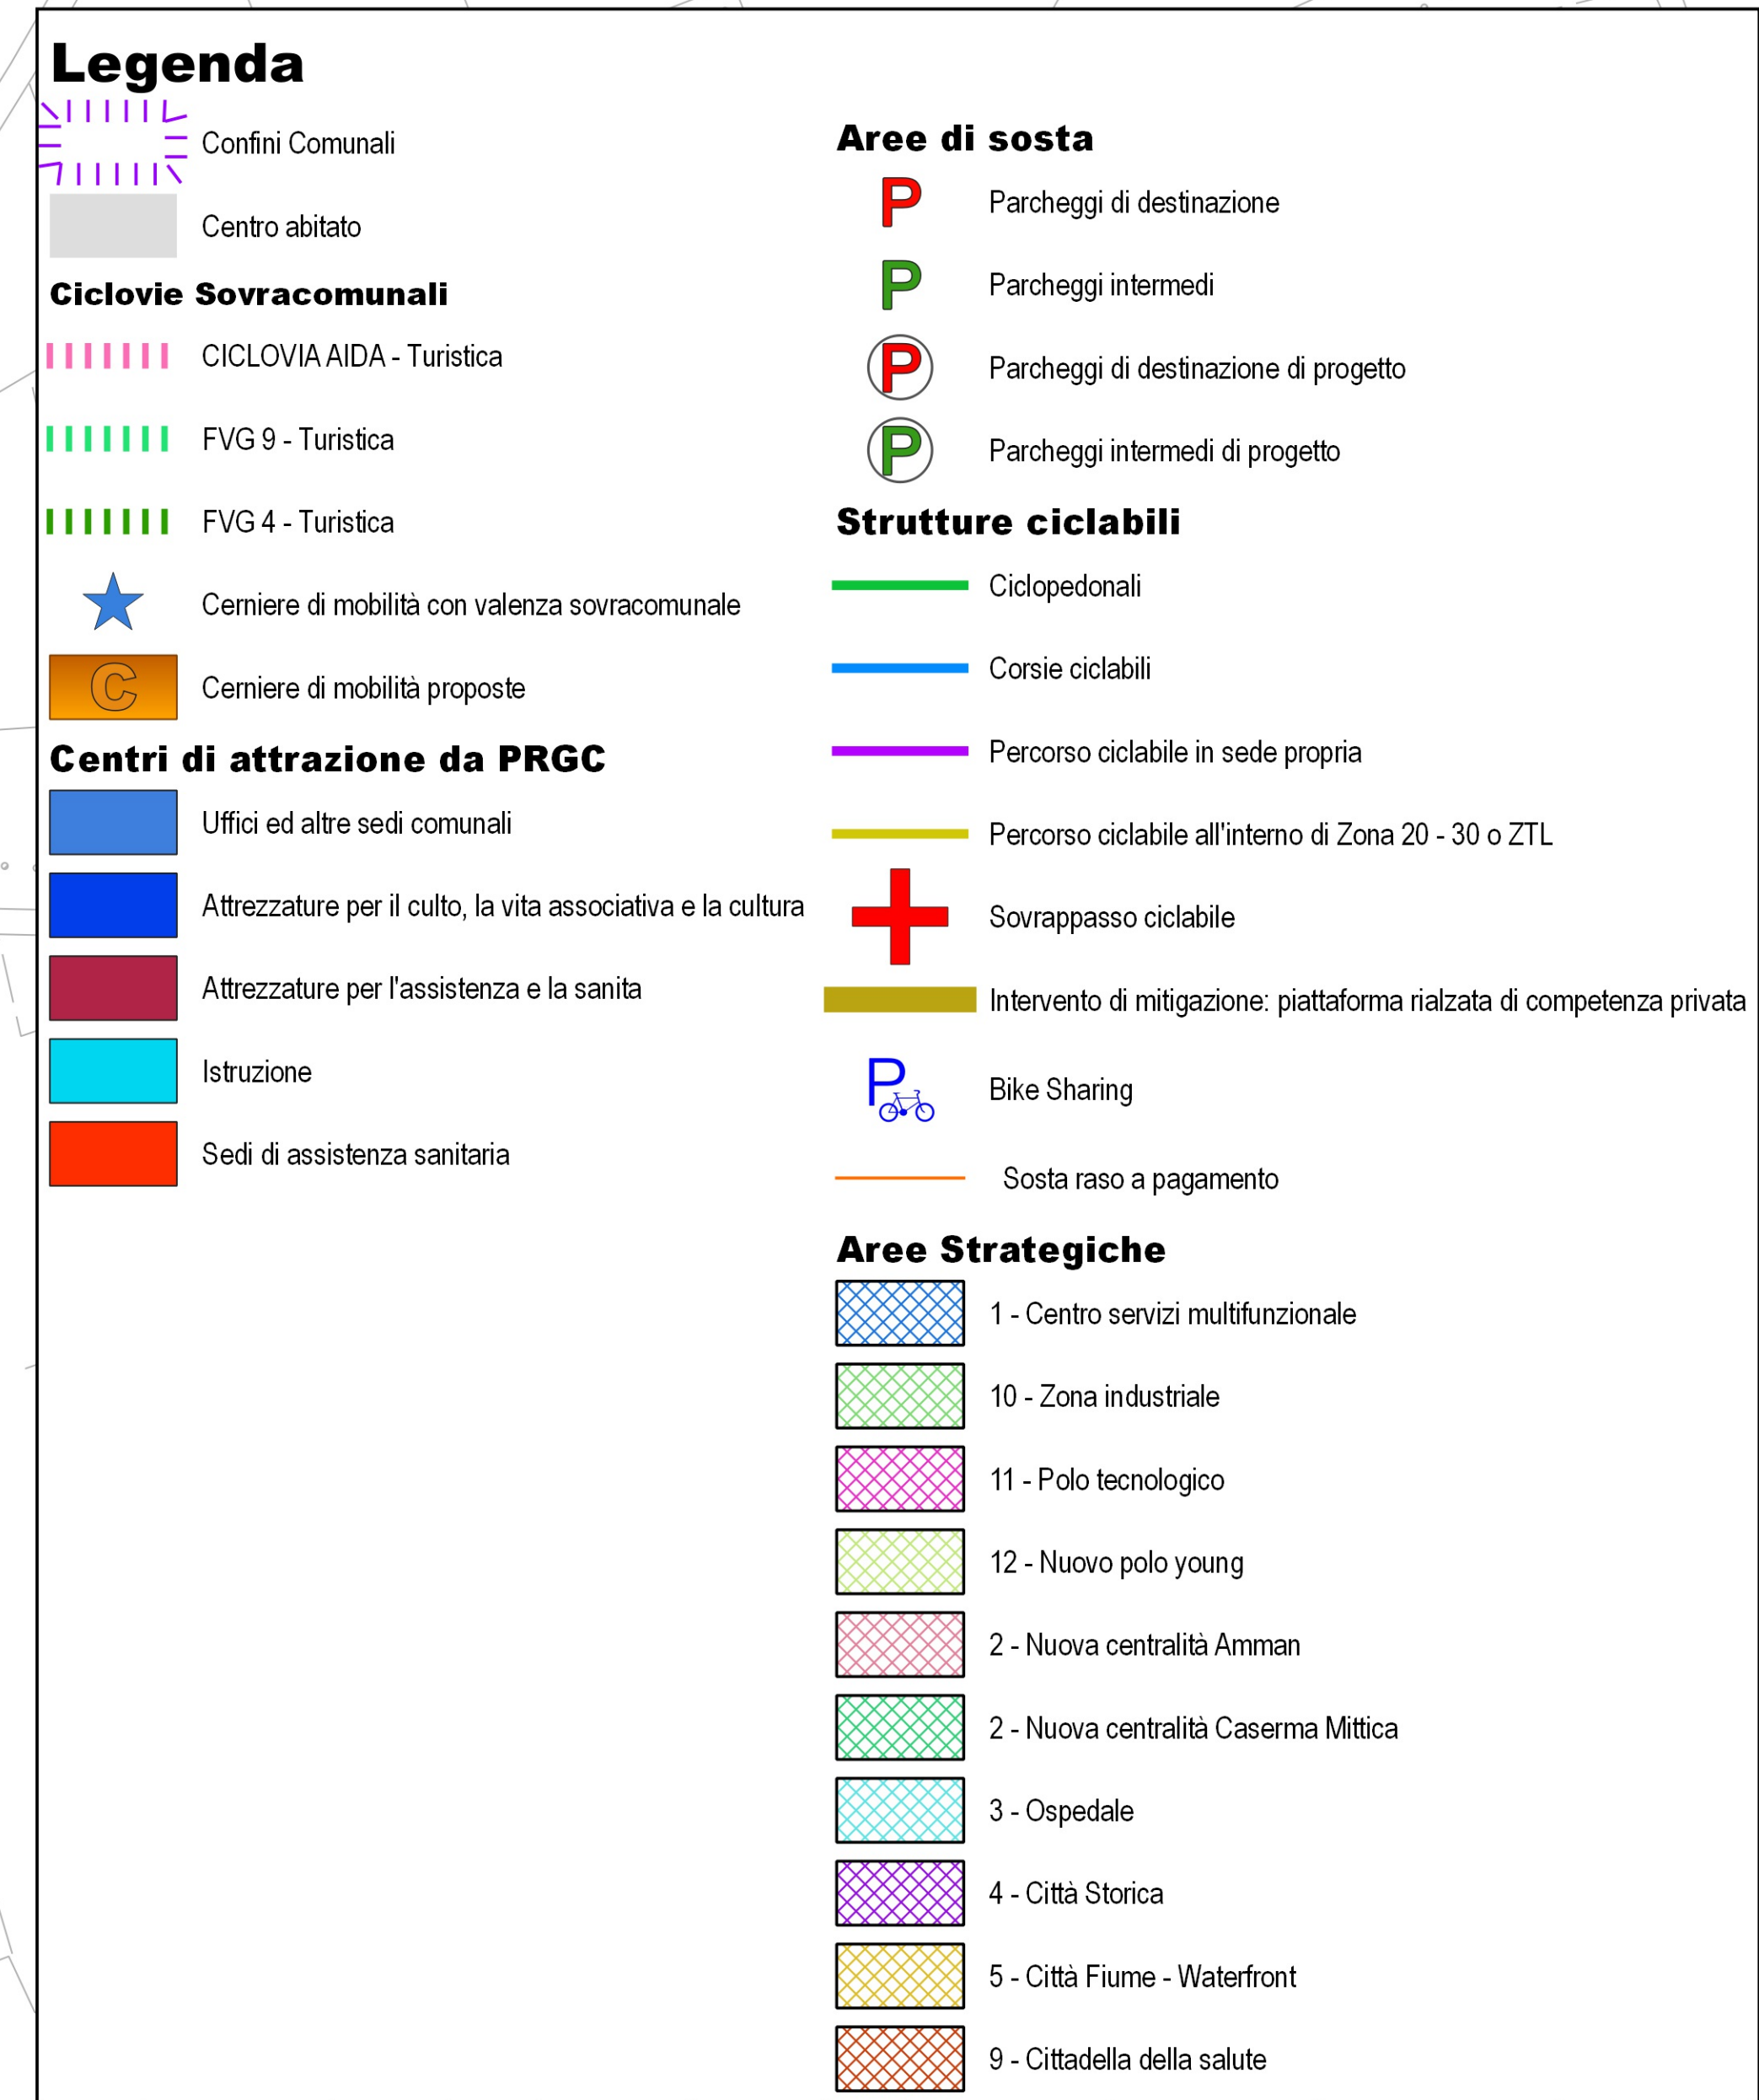 Legenda
Confini Comunali
Centro abitato
Ciclovie Sovracomunali
CICLOVIA AIDA - Turistica
FVG 9 - Turistica
FVG 4 - Turistica
Cerniere di mobilità con valenza sovracomunale
C
Cerniere di mobilità proposte
Centri di attrazione da PRGC
Uffici ed altre sedi comunali
Attrezzature per il culto, la vita associativa e la cultura
Attrezzature per l'assistenza e la sanita
Istruzione
Sedi di assistenza sanitaria
Aree di sosta
P Parcheggi di destinazione
P Parcheggi intermedi
P Parcheggi di destinazione di progetto
P Parcheggi intermedi di progetto
Strutture ciclabili
Ciclopedonali
Corsie ciclabili
Percorso ciclabile in sede propria
Percorso ciclabile all'interno di Zona 20 - 30 o ZTL
Sovrappasso ciclabile
Intervento di mitigazione: piattaforma rialzata di competenza privata
P Bike Sharing
Sosta raso a pagamento
Aree Strategiche
1 - Centro servizi multifunzionale
10 - Zona industriale
11 - Polo tecnologico
12 - Nuovo polo young
2 - Nuova centralità Amman
2 - Nuova centralità Caserma Mittica
3 - Ospedale
4 - Città Storica
5 - Città Fiume - Waterfront
9 - Cittadella della salute